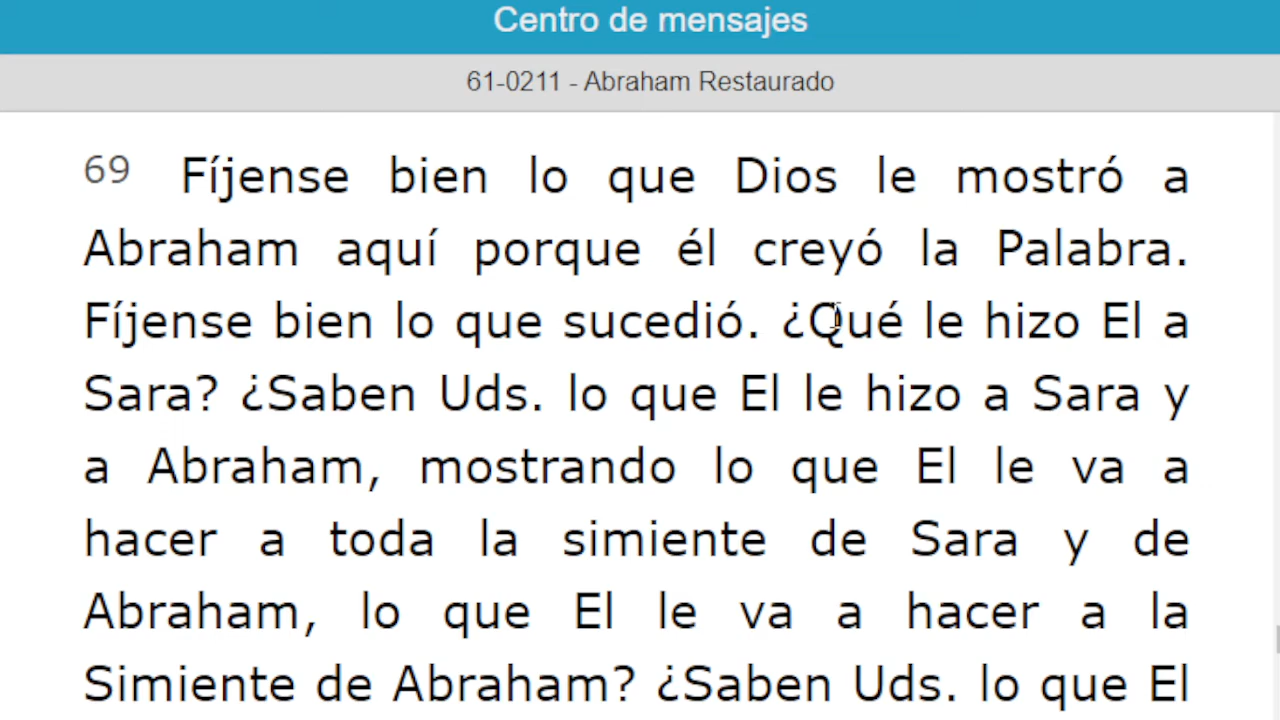 Centro de mensajes
61-0211 - Abraham Restaurado
69 Fíjense bien lo que Dios le mostró a
Abraham aquí porque él creyó la Palabra.
Fíjense bien lo que sucedió. ¿Qué le hizo El a
Sara? ¿Saben Uds. lo que El le hizo a Sara y
a Abraham, mostrando lo que El le va a
hacer a toda la simiente de Sara y de
Abraham, lo que El le va a hacer a la
Simiente de Abraham? ¿Saben Uds. lo que El